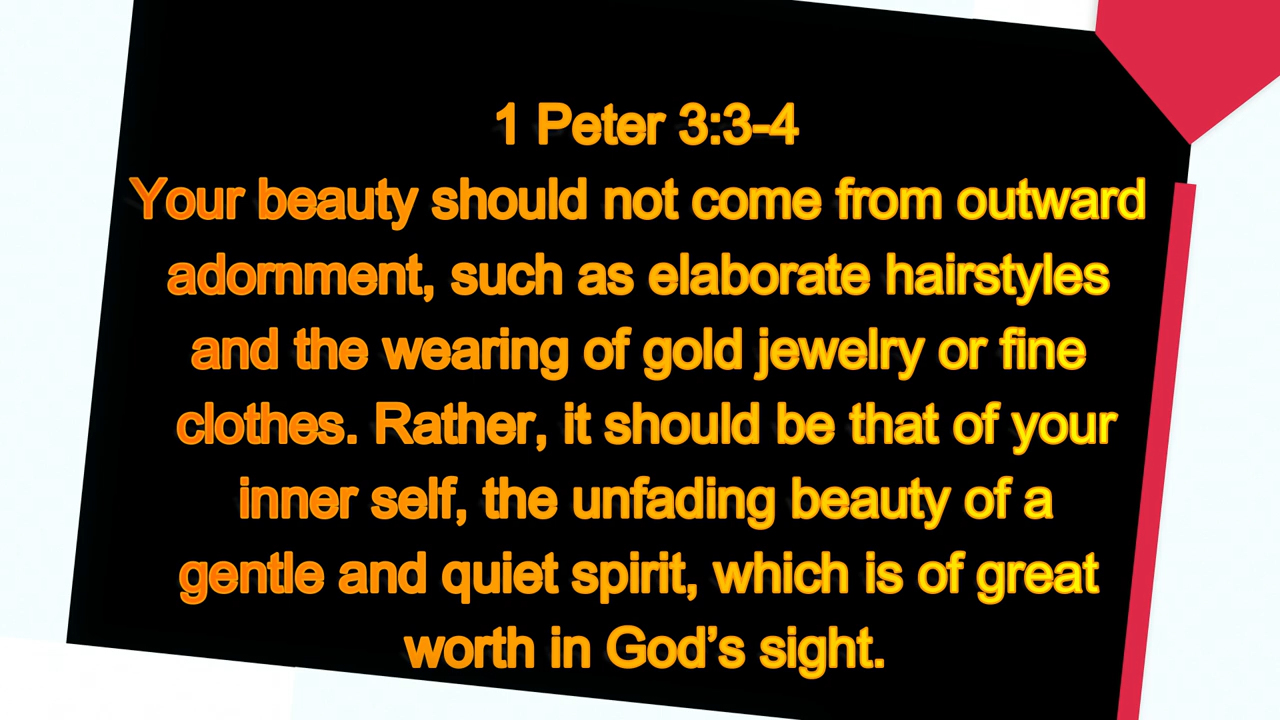 1 Peter 3:3-4
Your beauty should not come from outward
adornment, such as elaborate hairstyles
and the wearing of gold jewelry or fine
clothes. Rather, it should be that of your
inner self, the unfading beauty of a
gentle and quiet spirit, which is of great
worth in God’s sight.